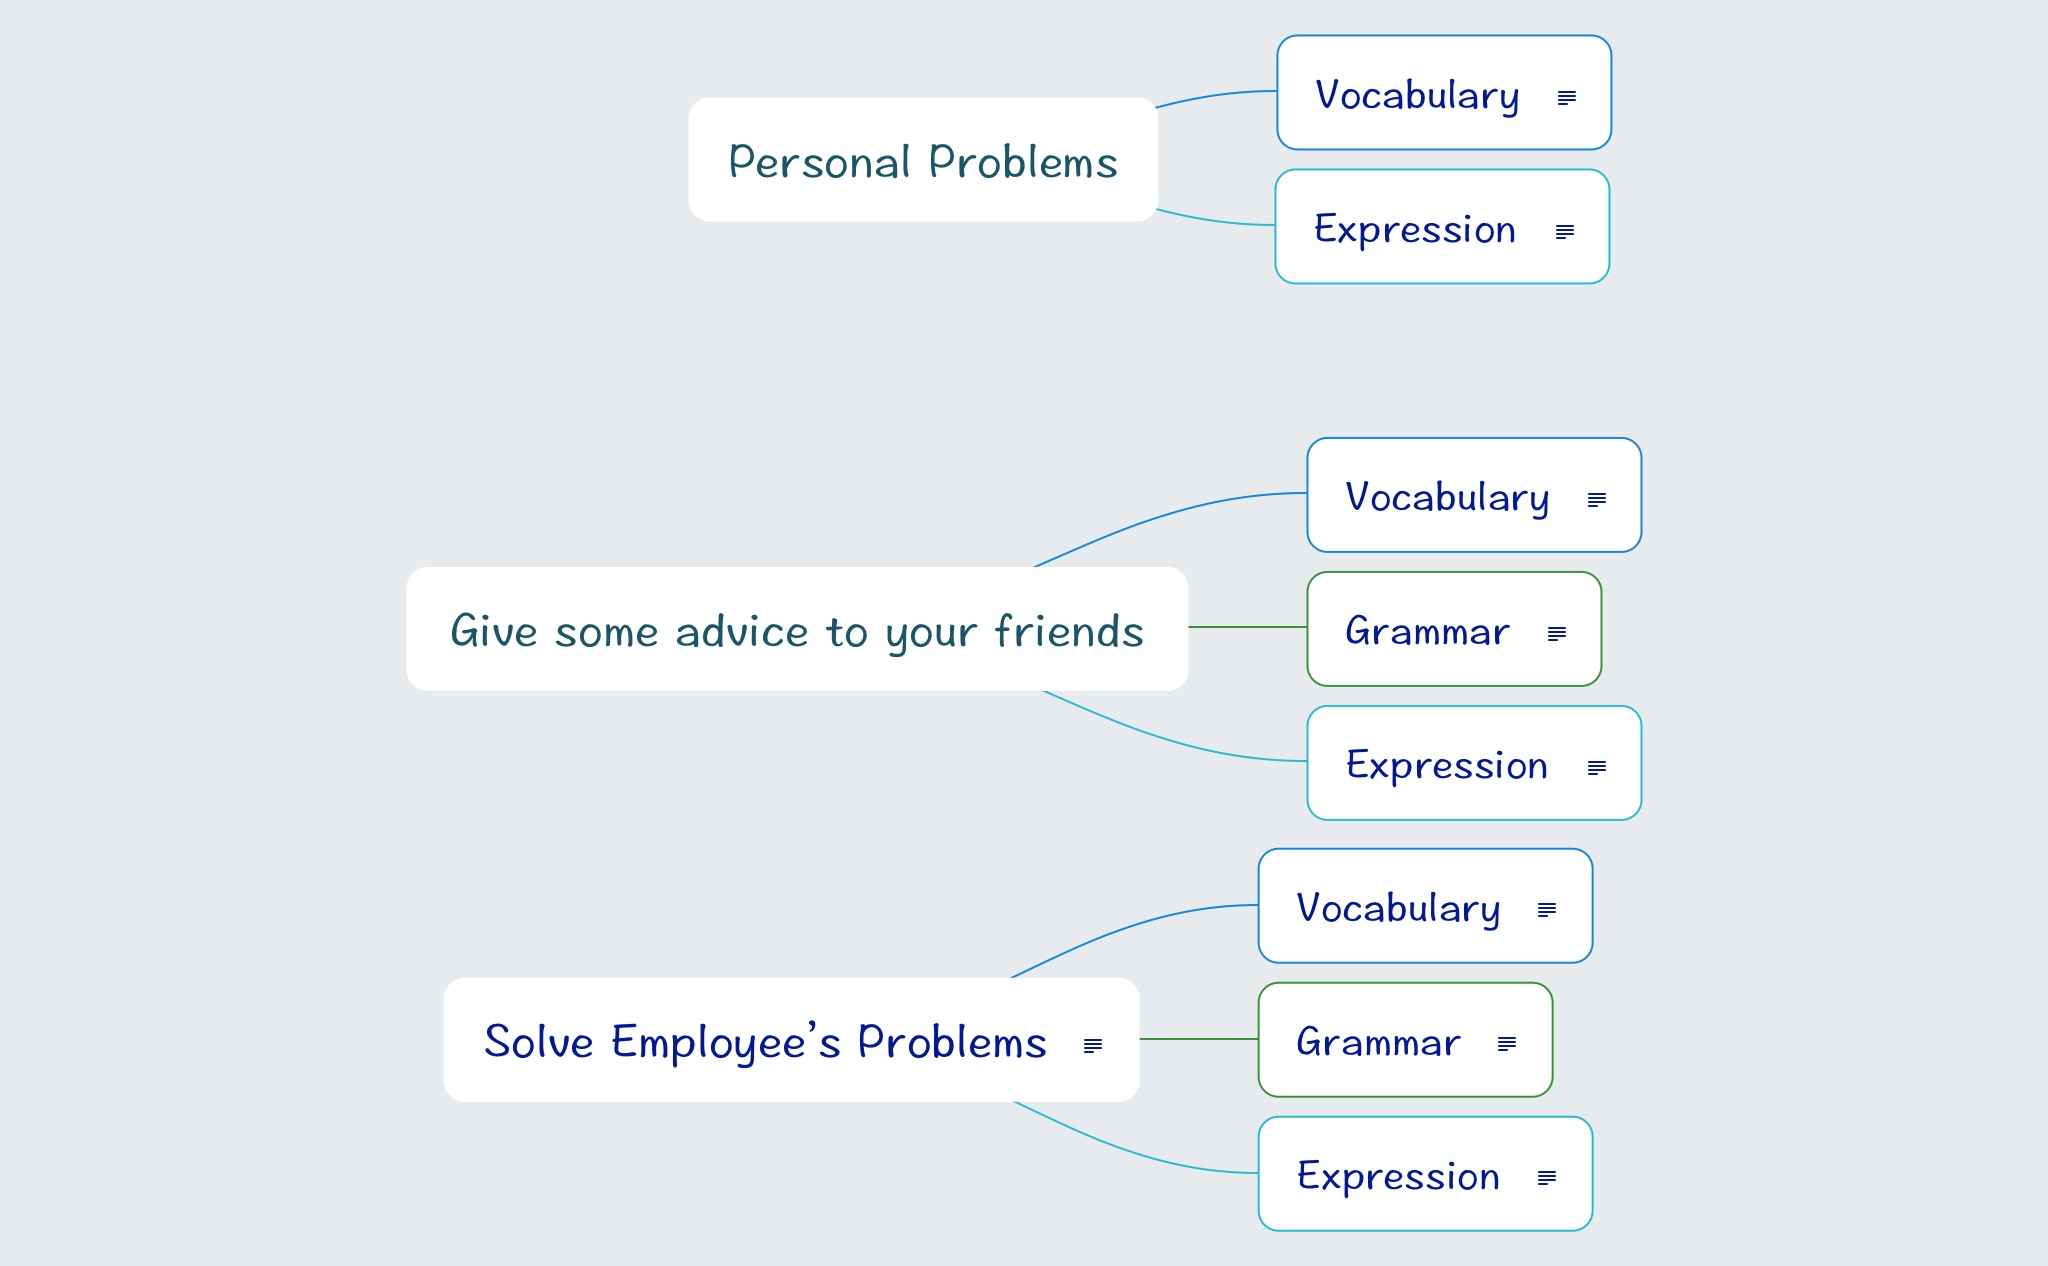 Personal Problems
Vocabulary
Expression
Give some advice to your friends
Vocabulary
Grammar
Expression
Solve Employee’s Problems
Vocabulary
Grammar
Expression